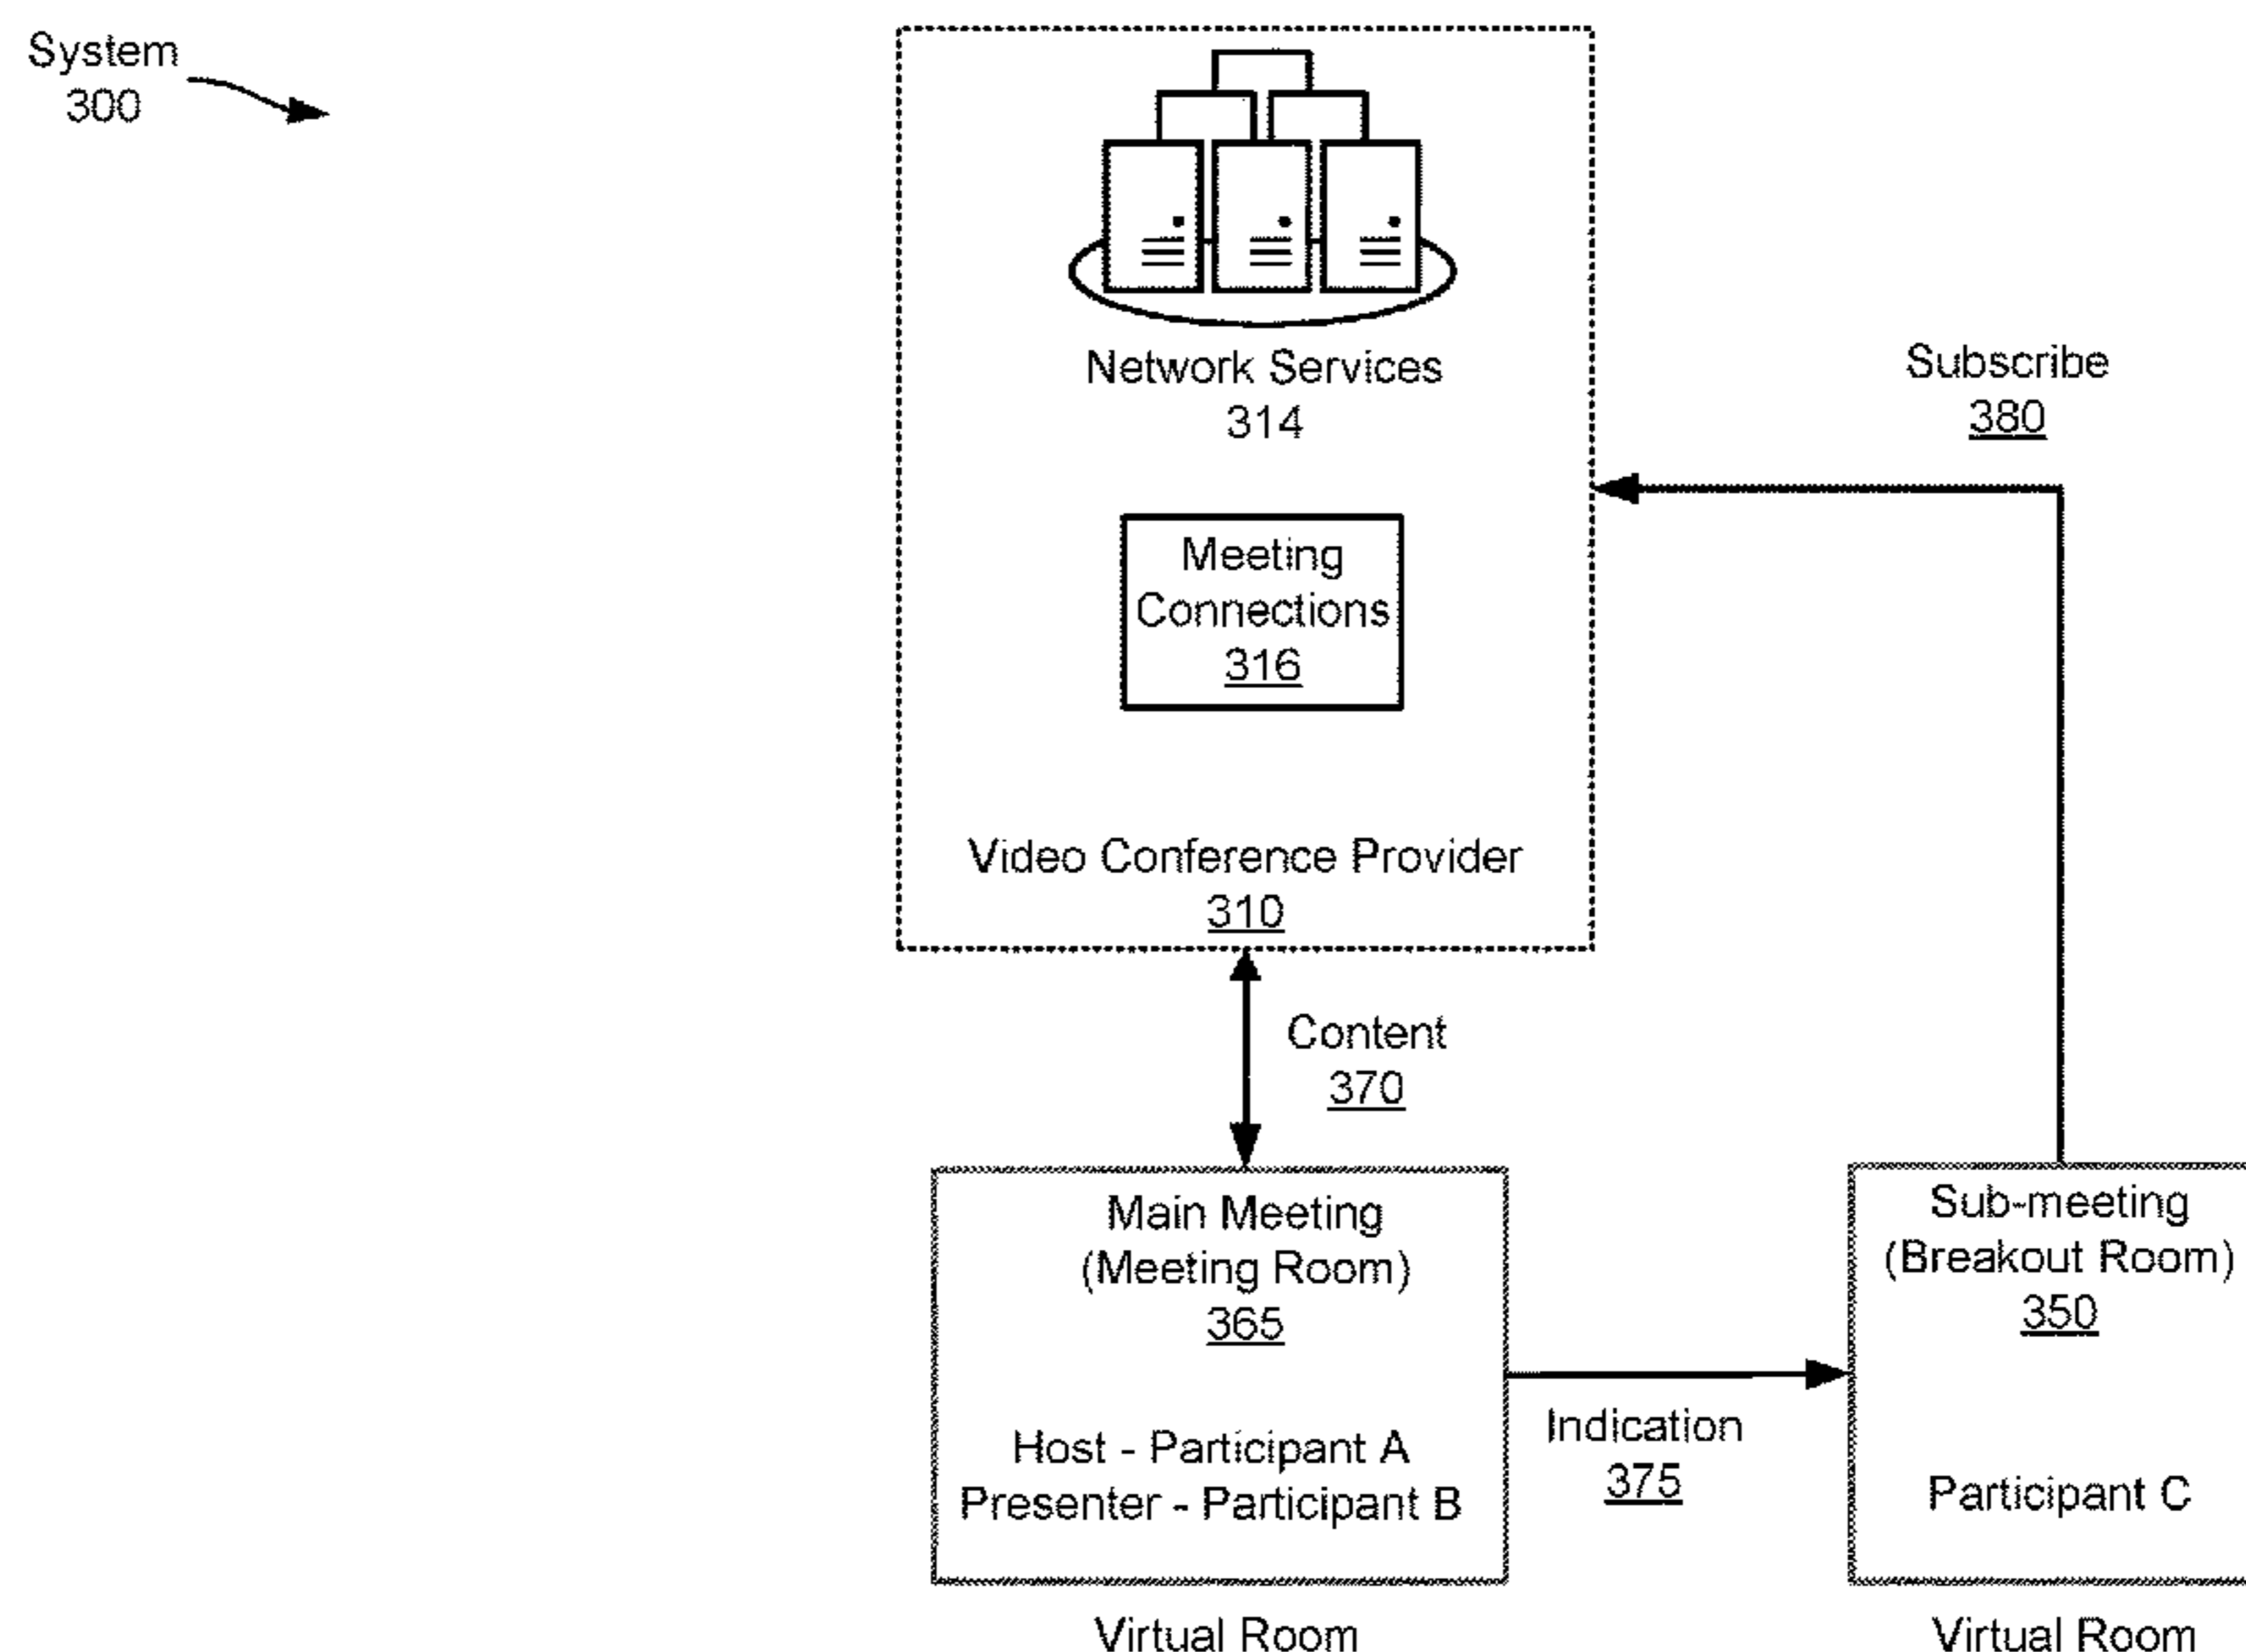 System
300
Network Services
314
Subscribe
380
Meeting
Connections
316
Video Conference Provider
310
Content
370
Main Meeting
(Meeting Room)
365
Host - Participant A
Presenter - Participant B
Indication
375
Sub-meeting
(Breakout Room)
350
Participant C
Virtual Room
Virtual Room